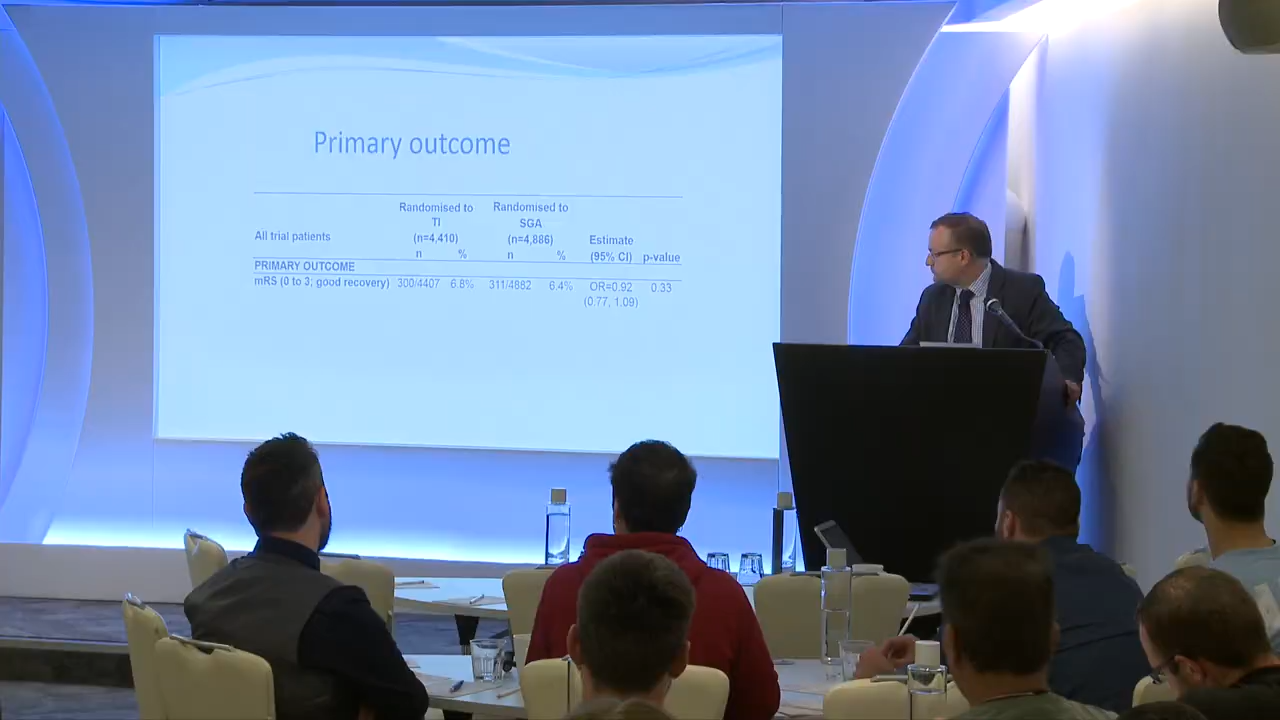 Primary outcome
Randomised to Randomised to
TI SGA
All trial patients (n=4,410) (n=4,886) Estimate
n % n % (95% CI) p-value
PRIMARY OUTCOME
mRS (0 to 3; good recovery) 300/4407 6.8% 311/4882 6.4% OR=0.92 0.33
(0.77, 1.09)